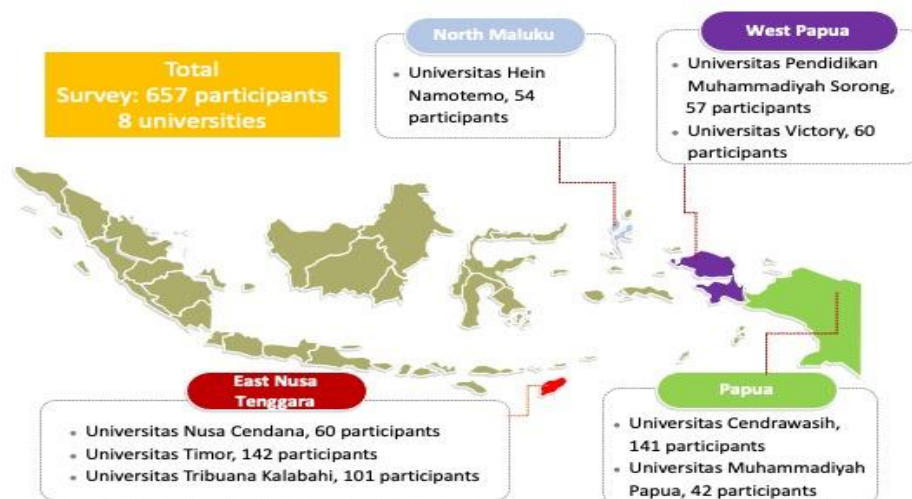 Total
Survey: 657 participants
8 universities
North Maluku
• Universitas Hein
Namotemo, 54
participants
West Papua
• Universitas Pendidikan
Muhammadiyah Sorong,
57 participants
• Universitas Victory, 60
participants
East Nusa
Tenggara
• Universitas Nusa Cendana, 60 participants
• Universitas Timor, 142 participants
• Universitas Tribuana Kalabahi, 101 participants
Papua
• Universitas Cendrawasih,
141 participants
• Universitas Muhammadiyah
Papua, 42 participants